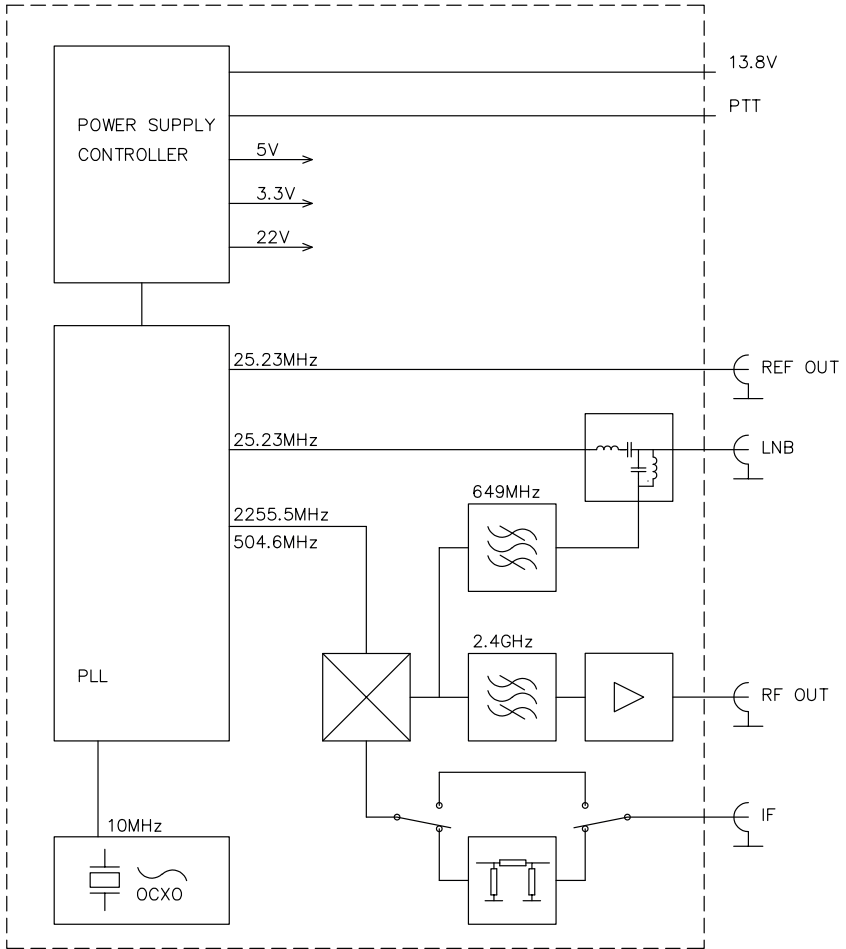 13.8V
PTT
POWER SUPPLY
CONTROLLER
5V
3.3V
22V
25.23MHz
REF OUT
25.23MHz
LNB
649MHz
2255.5MHz
504.6MHz
2.4GHz
PLL
RF OUT
IF
10MHz
OCXO